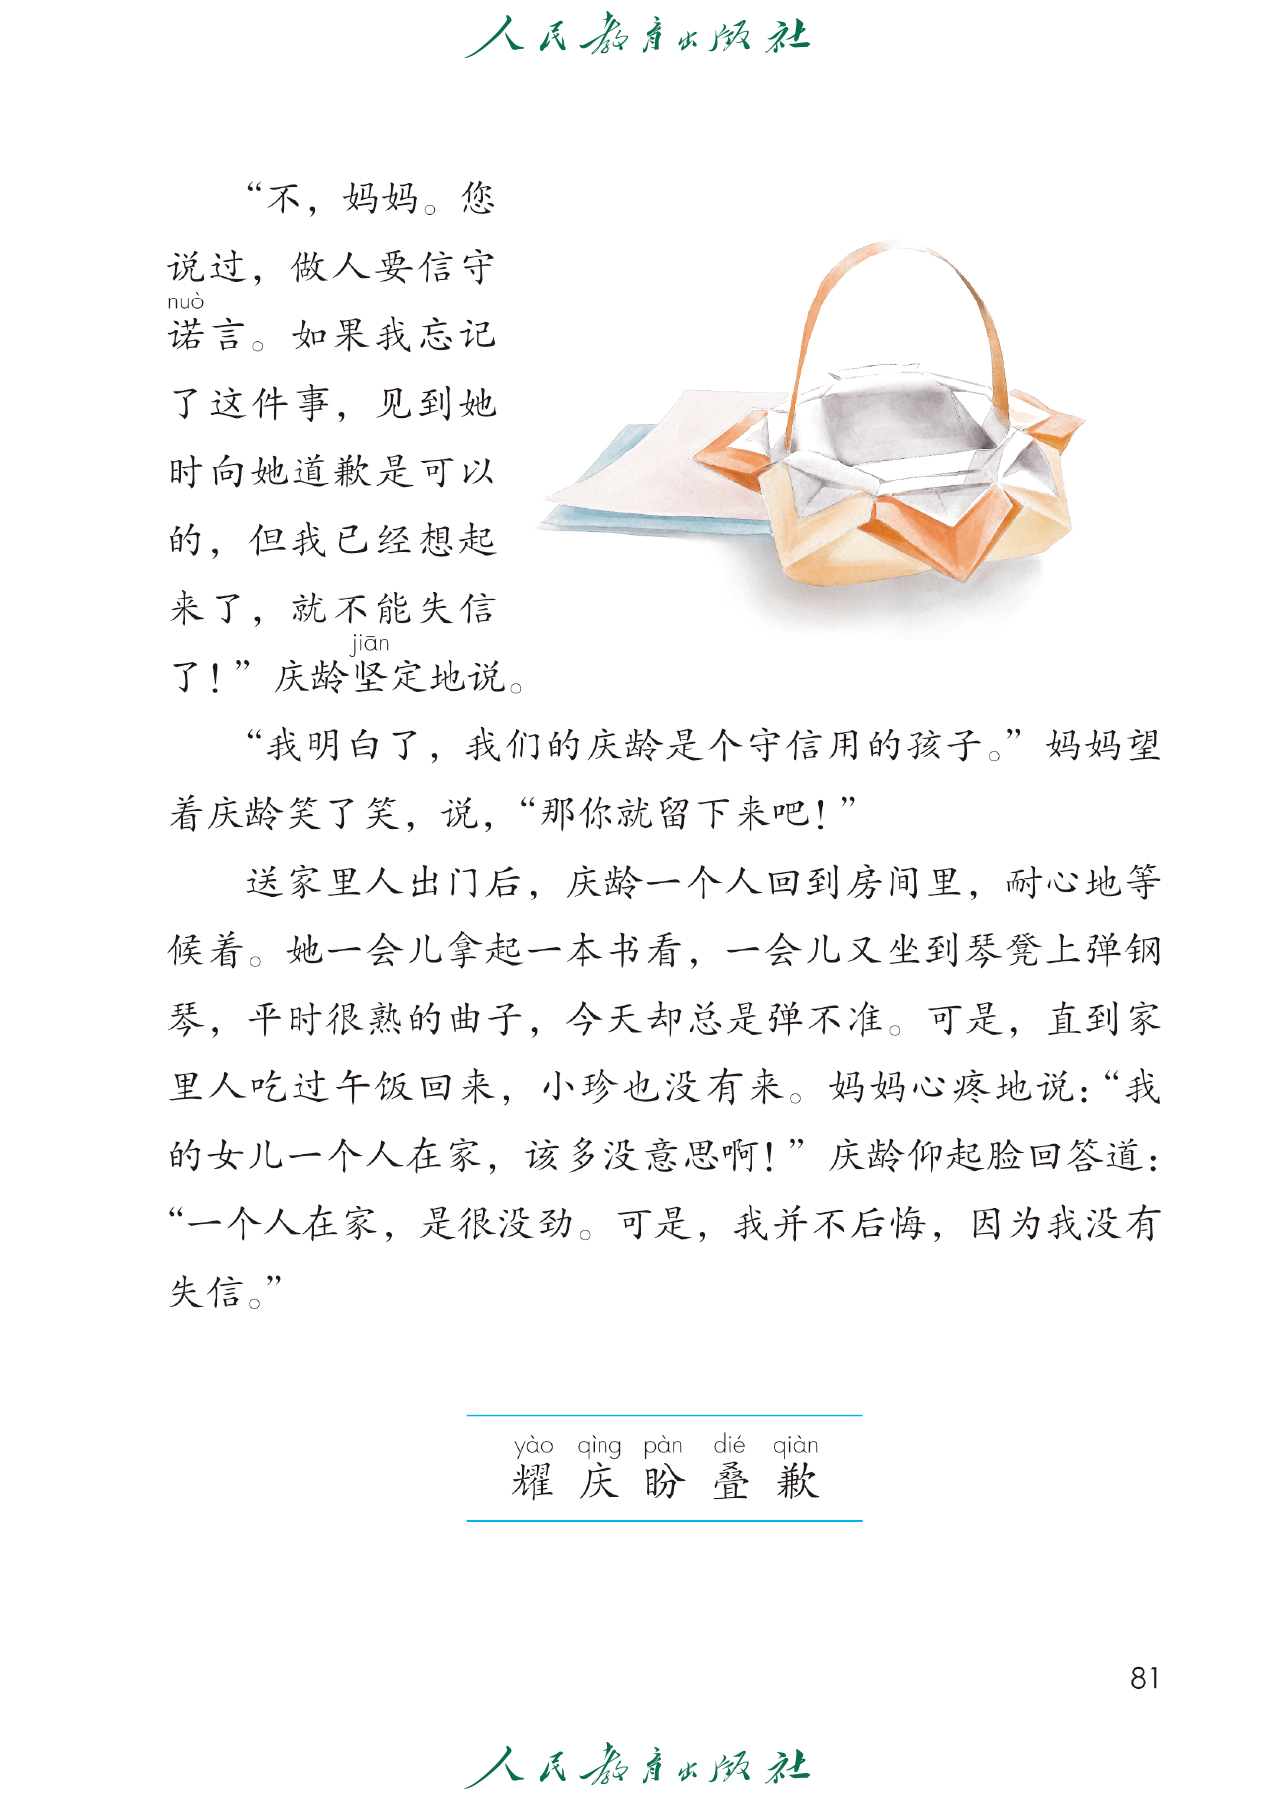 人民教育出版社
“不，妈妈。您
说过，做人要信守
nuò
诺言。如果我忘记
了这件事，见到她
时向她道歉是可以
的，但我已经想起
来了，就不能失信
jiān
了！”庆龄坚定地说。
“我明白了，我们的庆龄是个守信用的孩子。”妈妈望
着庆龄笑了笑，说，“那你就留下来吧！”
送家里人出门后，庆龄一个人回到房间里，耐心地等
候着。她一会儿拿起一本书看，一会儿又坐到琴凳上弹钢
琴，平时很熟的曲子，今天却总是弹不准。可是，直到家
里人吃过午饭回来，小珍也没有来。妈妈心疼地说：“我
的女儿一个人在家，该多没意思啊！”庆龄仰起脸回答道：
“一个人在家，是很没劲。可是，我并不后悔，因为我没有
失信。”
yào qìng pàn dié qiàn
耀 庆 盼 叠 歉
81
人民教育出版社